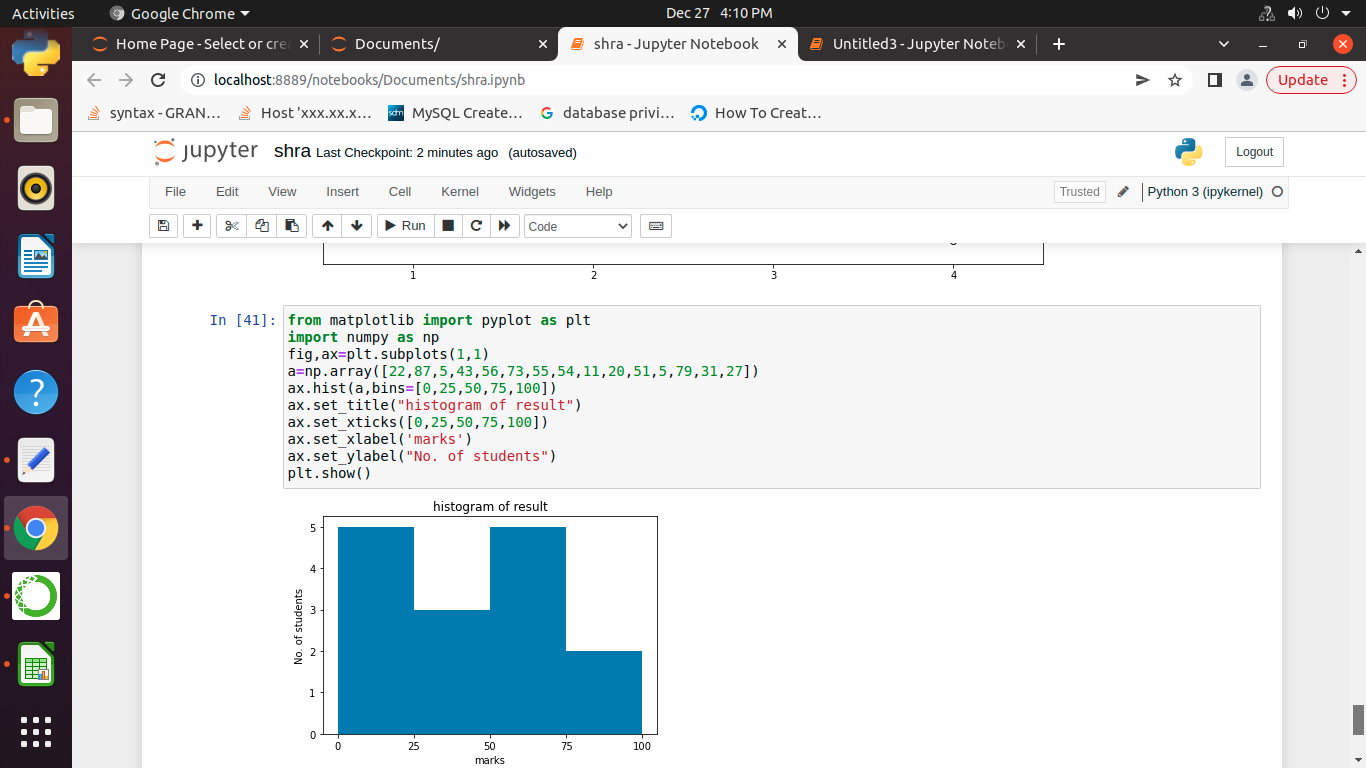 Activities Google Chrome Dec 27 4:10 PM
Home Page - Select or cre
Documents/
shra - Jupyter Notebook
Untitled3 - Jupyter Noteb
localhost:8889/notebooks/Documents/shra.ipynb
Update
syntax - GRAN...
Host 'xxx.xx.x...
MySQL Create...
database privi...
How To Creat...
jupyter shra Last Checkpoint: 2 minutes ago (autosaved)
Logout
File Edit View Insert Cell Kernel Widgets Help
Trusted
Python 3 (ipykernel)
Run
Code
1 2 3 4
In [41]:
from matplotlib import pyplot as plt
import numpy as np
fig,ax=plt.subplots(1,1)
a=np.array([22,87,5,43,56,73,55,54,11,20,51,5,79,31,27])
ax.hist(a,bins=[0,25,50,75,100])
ax.set_title("histogram of result")
ax.set_xticks([0,25,50,75,100])
ax.set_xlabel('marks')
ax.set_ylabel("No. of students")
plt.show()
histogram of result
5
4
3
2
1
0
No. of students
0 25 50 75 100
marks